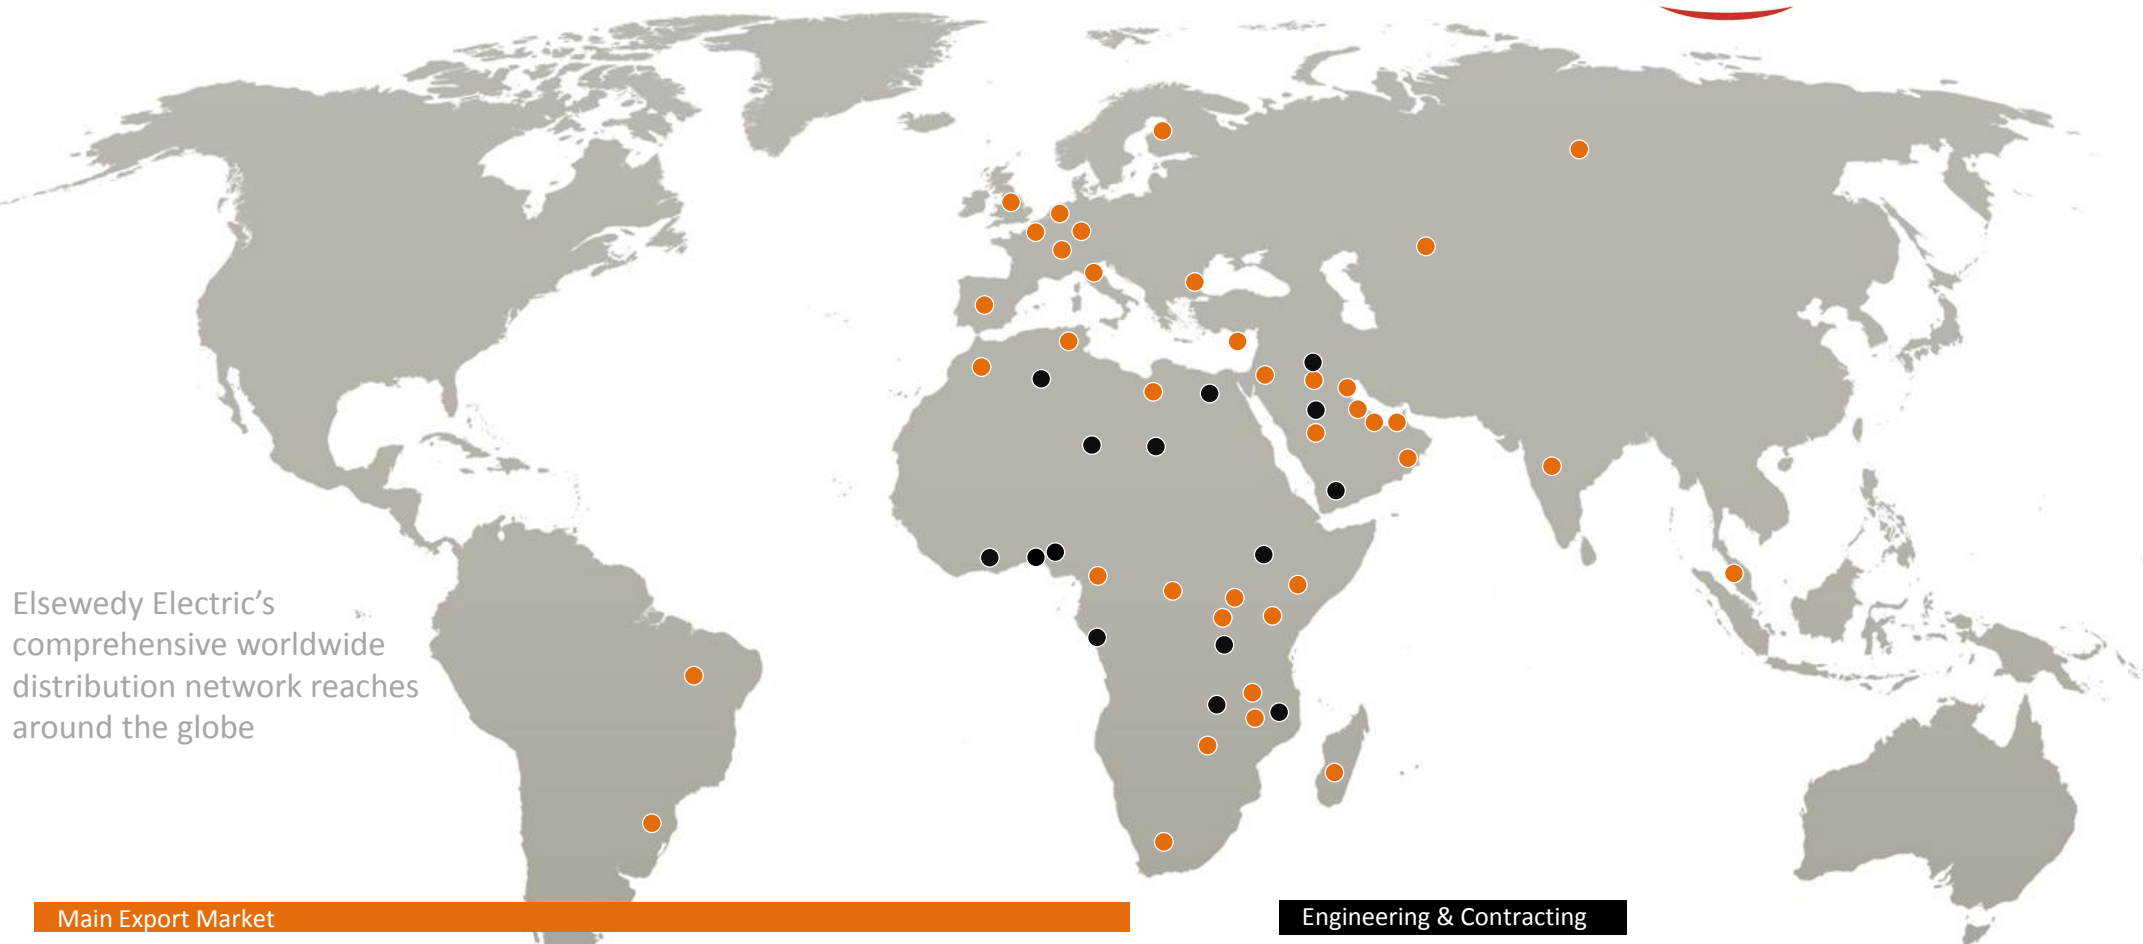 Elsewedy Electric’s
comprehensive worldwide
distribution network reaches
around the globe
Main Export Market
Engineering & Contracting